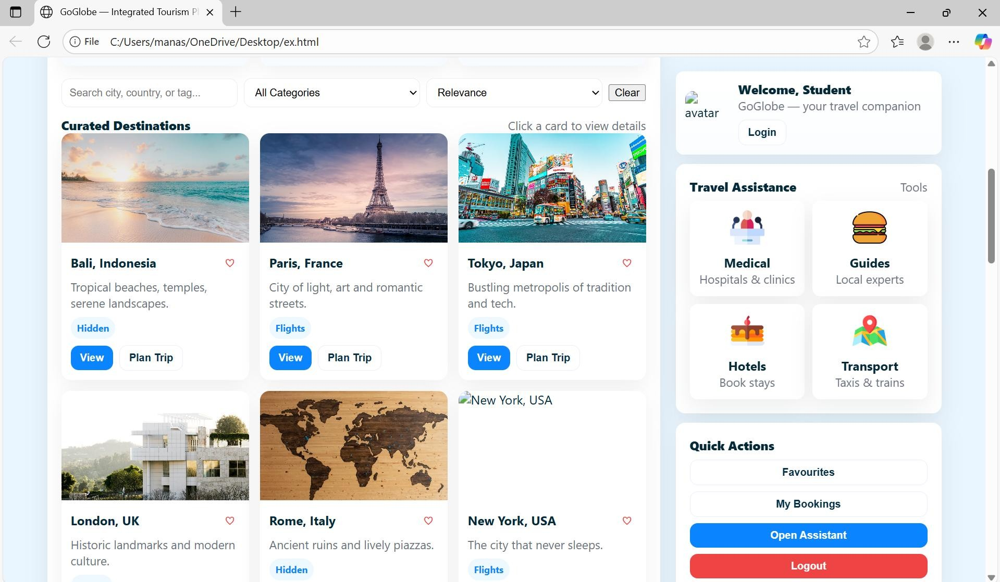 GoGlobe — Integrated Tourism Pl
File
C:/Users/manas/OneDrive/Desktop/ex.html
Search city, country, or tag...
All Categories
Relevance
Clear
Curated Destinations
Click a card to view details
Bali, Indonesia
Tropical beaches, temples,
serene landscapes.
Hidden
View
Plan Trip
Paris, France
City of light, art and romantic
streets.
Flights
View
Plan Trip
Tokyo, Japan
Bustling metropolis of tradition
and tech.
Flights
View
Plan Trip
London, UK
Historic landmarks and modern
culture.
Rome, Italy
Ancient ruins and lively piazzas.
Hidden
New York, USA
New York, USA
The city that never sleeps.
Flights
avatar
Welcome, Student
GoGlobe — your travel companion
Login
Travel Assistance
Tools
Medical
Hospitals & clinics
Guides
Local experts
Hotels
Book stays
Transport
Taxis & trains
Quick Actions
Favourites
My Bookings
Open Assistant
Logout